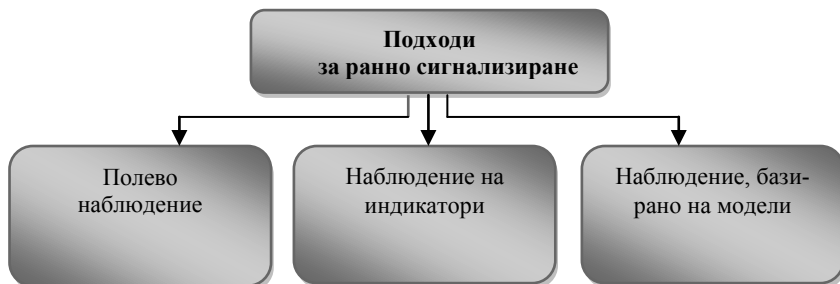 Подходи
за ранно сигнализиране
Полево
наблюдение
Наблюдение на
индикатори
Наблюдение, бази-
рано на модели